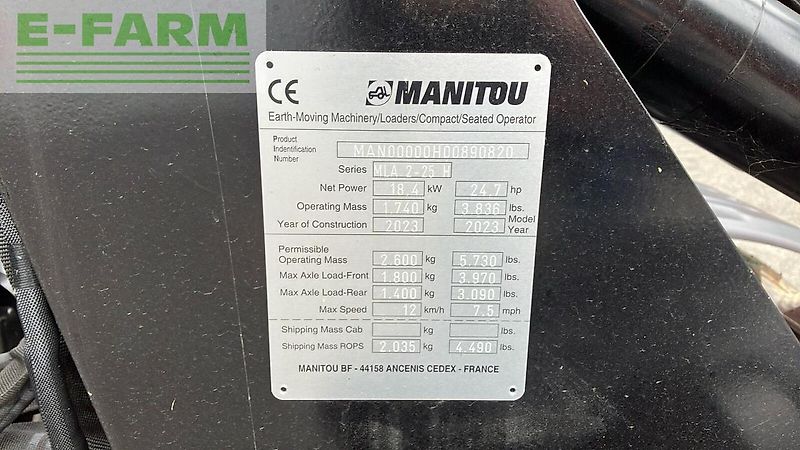 E-FARM
CE MANITOU
Earth-Moving Machinery/Loaders/Compact/Seated Operator
Product
Indentification
Number MAN00000H00890820
Series MLA 2-25 H
Net Power 18.4 kW 24.7 hp
Operating Mass 1.740 kg 3.836 lbs.
Year of Construction 2023 2023 Model Year
Permissible
Operating Mass 2.600 kg 5.730 lbs.
Max Axle Load-Front 1.800 kg 3.970 lbs.
Max Axle Load-Rear 1.400 kg 3.090 lbs.
Max Speed 12 km/h 7.5 mph
Shipping Mass Cab kg lbs.
Shipping Mass ROPS 2.035 kg 4.490 lbs.
MANITOU BF - 44158 ANCENIS CEDEX - FRANCE